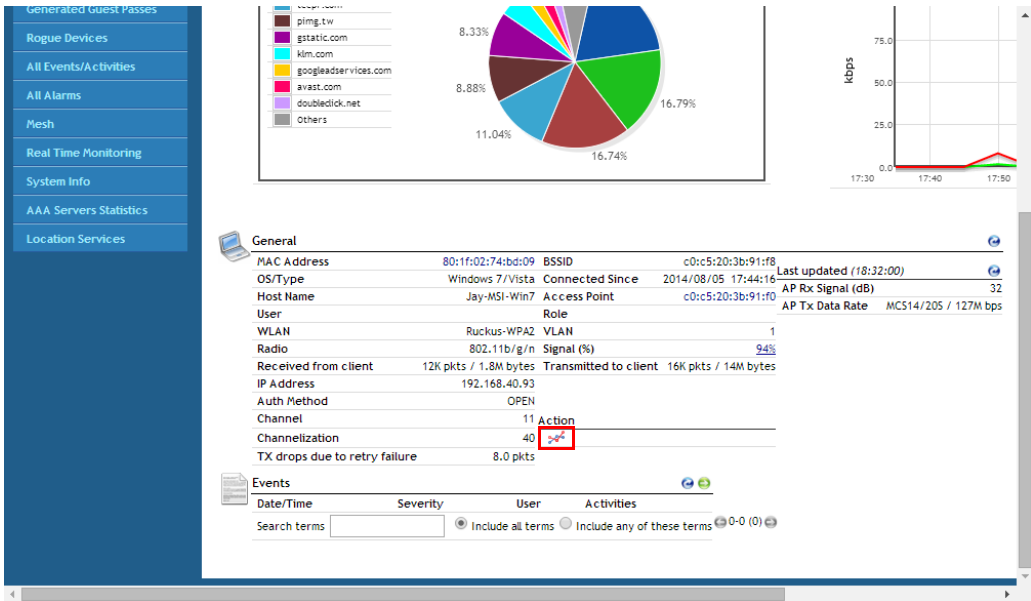 Generated Guest Passes
Rogue Devices
All Events/Activities
All Alarms
Mesh
Real Time Monitoring
System Info
AAA Servers Statistics
Location Services
pimg.tw
gstatic.com
klm.com
googleadservices.com
avast.com
doubleclick.net
Others
8.33%
8.88%
11.04%
16.74%
16.79%
kbps
75.0
50.0
25.0
0.0
17:30 17:40 17:50
General
MAC Address 80:1f:02:74:bd:09 BSSID c0:c5:20:3b:91:f8
OS/Type Windows 7/Vista Connected Since 2014/08/05 17:44:16
Host Name Jay-MSI-Win7 Access Point c0:c5:20:3b:91:f0
User Role
WLAN Ruckus-WPA2 VLAN 1
Radio 802.11b/g/n Signal (%) 94%
Received from client 12K pkts / 1.8M bytes Transmitted to client 16K pkts / 14M bytes
IP Address 192.168.40.93
Auth Method OPEN
Channel 11 Action
Channelization 40
TX drops due to retry failure 8.0 pkts
Last updated (18:32:00)
AP Rx Signal (dB) 32
AP Tx Data Rate MCS14/20S / 127M bps
Events
Date/Time Severity User Activities
Search terms Include all terms Include any of these terms 0-0 (0)